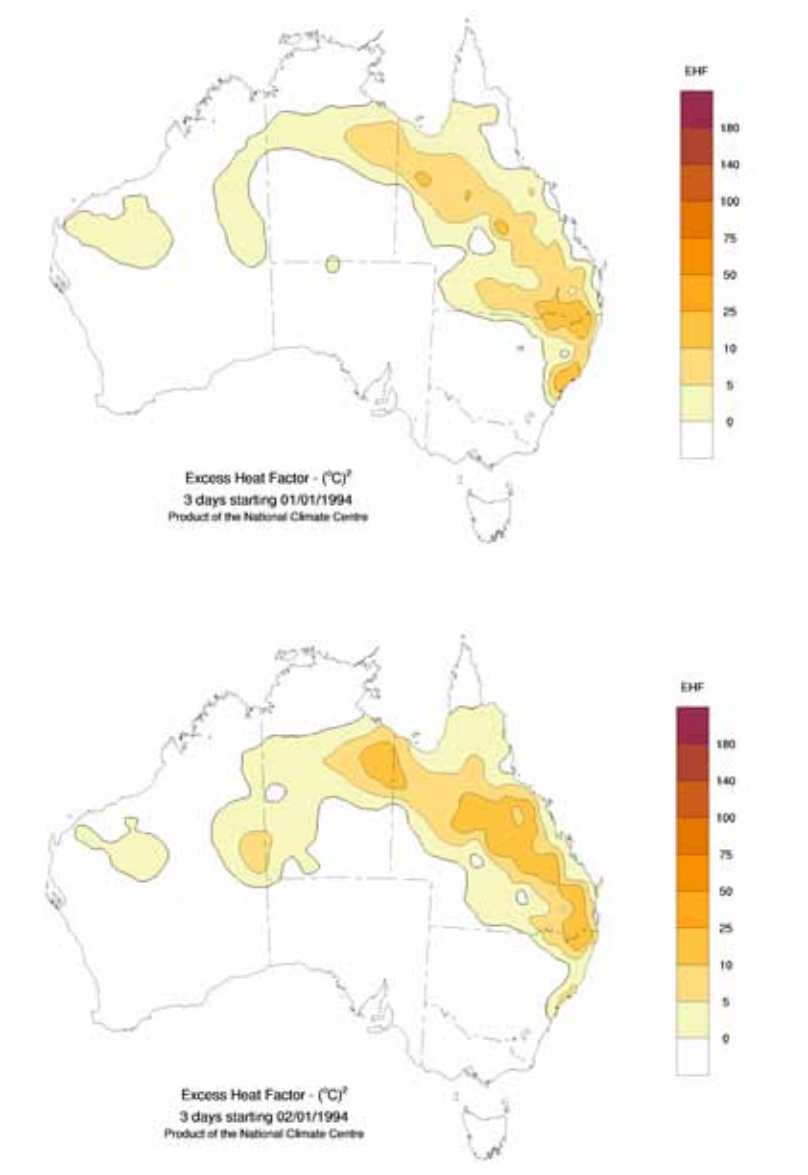 EHF
180
140
100
75
50
25
10
5
0
Excess Heat Factor - (°C)²
3 days starting 01/01/1994
Product of the National Climate Centre
EHF
180
140
100
75
50
25
10
5
0
Excess Heat Factor - (°C)²
3 days starting 02/01/1994
Product of the National Climate Centre